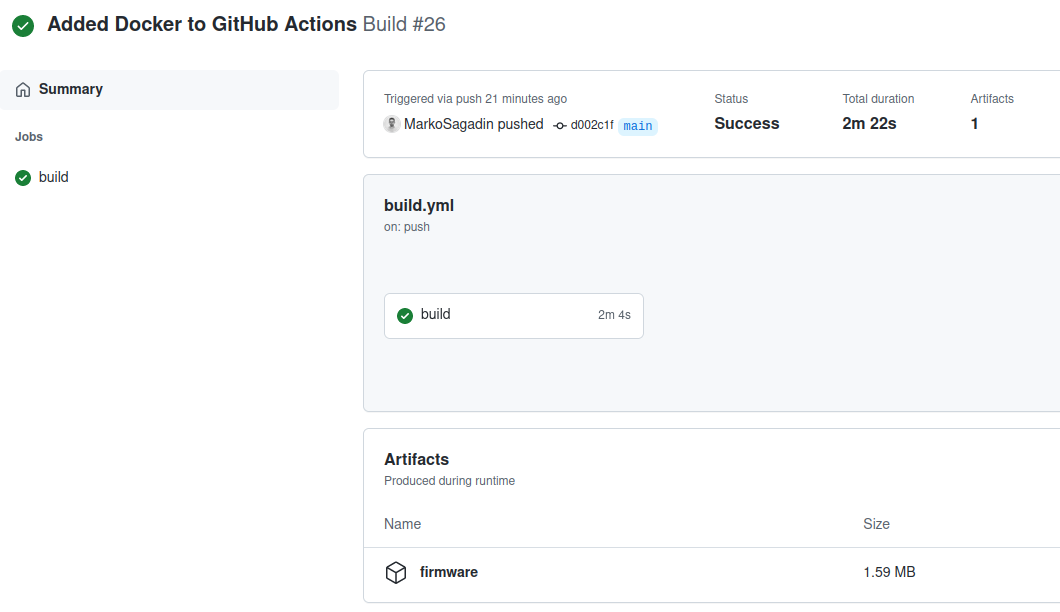 Added Docker to GitHub Actions Build #26
Summary
Jobs
build
Triggered via push 21 minutes ago
MarkoSagadin pushed d002c1f main
Status
Success
Total duration
2m 22s
Artifacts
1
build.yml
on: push
build 2m 4s
Artifacts
Produced during runtime
Name Size
firmware 1.59 MB